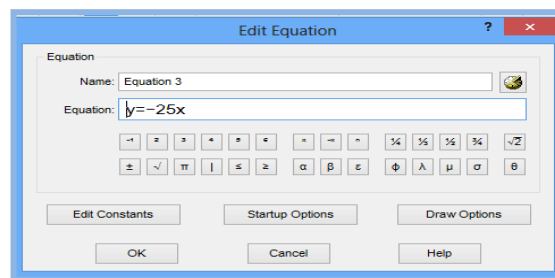 Edit Equation
? ×
Equation
Name: Equation 3
Equation: y=−25x
⁻¹ ² ³ ⁴ ⁵ ⁶ ⁿ ⁻ⁿ ¼ ⅓ ½ ¾ √2
± √ π | ≤ ≥ α β ε Φ λ μ σ θ
Edit Constants Startup Options Draw Options
OK Cancel Help